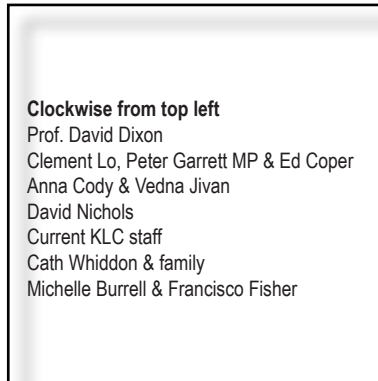 Clockwise from top left
Prof. David Dixon
Clement Lo, Peter Garrett MP & Ed Coper
Anna Cody & Vedna Jivan
David Nichols
Current KLC staff
Cath Whiddon & family
Michelle Burrell & Francisco Fisher